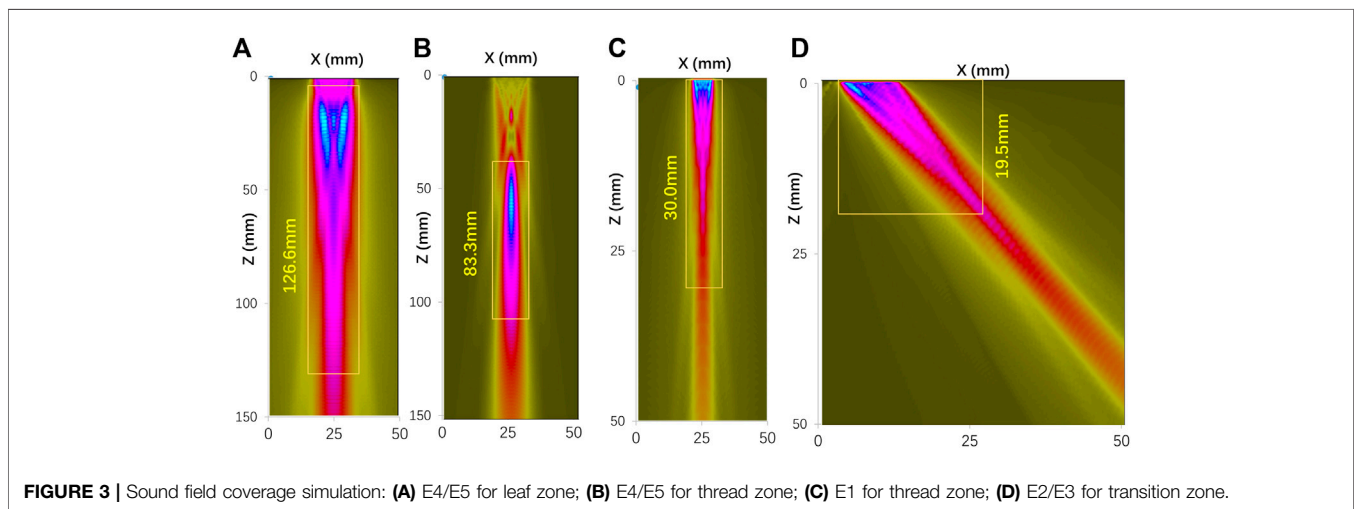 A B C D
X (mm) X (mm) X (mm) X (mm)
0 0 0 0
50 50 25 25
100 100
150 150 50 50
Z (mm) Z (mm) Z (mm) Z (mm)
126.6mm 83.3mm 30.0mm 19.5mm
0 25 50 0 25 50 0 25 50 0 25 50
FIGURE 3 | Sound field coverage simulation: (A) E4/E5 for leaf zone; (B) E4/E5 for thread zone; (C) E1 for thread zone; (D) E2/E3 for transition zone.